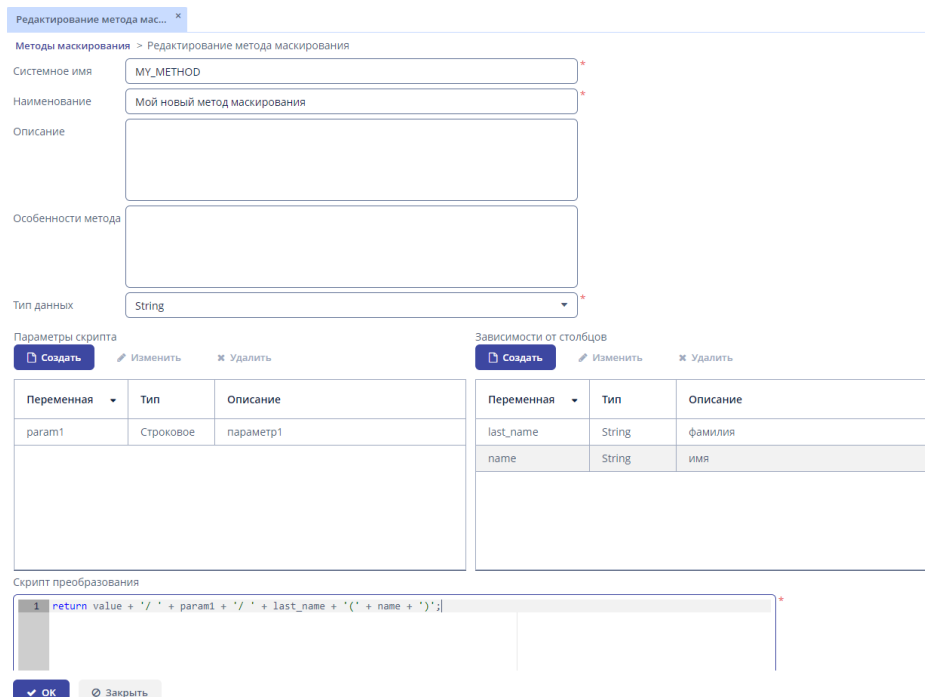 Редактирование метода мас... ×
Методы маскирования > Редактирование метода маскирования
Системное имя MY_METHOD *
Наименование Мой новый метод маскирования *
Описание
Особенности метода
Тип данных String *
Параметры скрипта Зависимости от столбцов
Создать Изменить Удалить Создать Изменить Удалить
Переменная Тип Описание Переменная Тип Описание
param1 Строковое параметр1 last_name String фамилия
name String имя
Скрипт преобразования
1 return value + '/ ' + param1 + '/ ' + last_name + '(' + name + ')'; *
ОК Закрыть